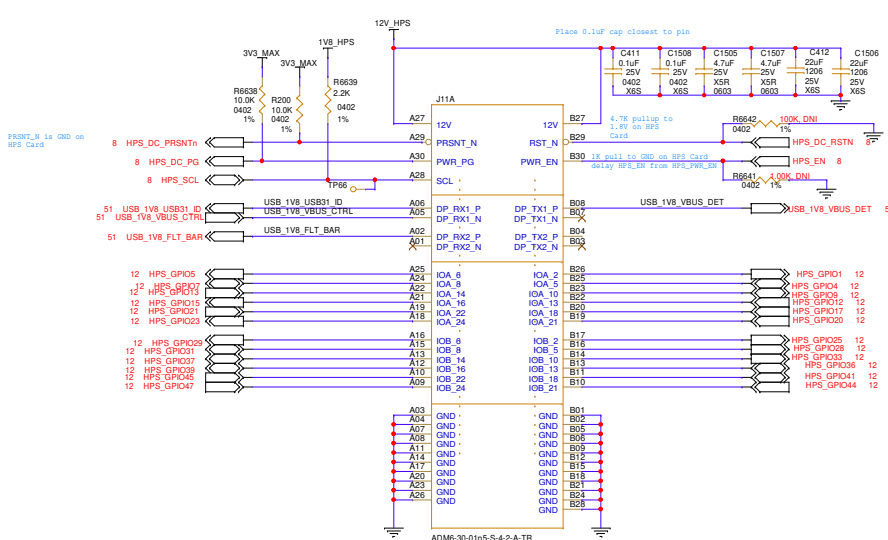 12V_HPS
Place 0.1uF cap closest to pin
3V3_MAX
1V8_HPS
3V3_MAX
R6638
10.0K
0402
1%
R200
10.0K
0402
1%
R6639
2.2K
0402
1%
C411
0.1uF
25V
0402
X6S
C1508
0.1uF
25V
0402
X6S
C1505
4.7uF
25V
X5R
0603
C1507
4.7uF
25V
X5R
0603
C412
22uF
1206
25V
X6S
C1506
22uF
1206
25V
X6S
J11A
PRSNT_N is GND on
HPS Card
4.7K pullup to
1.8V on HPS
Card
1K pull to GND on HPS Card
delay HPS_EN from HPS_PWR_EN
R6642 100K, DNI
0402 1%
R6641 1.00K, DNI
0402 1%
A27 12V 12V B27
8 HPS_DC_PRSNTn A29 PRSNT_N RST_N B29 HPS_DC_RSTN 8
8 HPS_DC_PG A30 PWR_PG PWR_EN B30 HPS_EN 8
8 HPS_SCL A28 SCL
TP66
51 USB_1V8_USB31_ID USB_1V8_USB31_ID A06 DP_RX1_P DP_TX1_P B08 USB_1V8_VBUS_DET USB_1V8_VBUS_DET 5
51 USB_1V8_VBUS_CTRL USB_1V8_VBUS_CTRL A05 DP_RX1_N DP_TX1_N B07
51 USB_1V8_FLT_BAR USB_1V8_FLT_BAR A02 DP_RX2_P DP_TX2_P B04
A01 DP_RX2_N DP_TX2_N B03
12 HPS_GPIO5 A25 IOA_6 IOA_2 B26 HPS_GPIO1 12
12 HPS_GPIO7 A24 IOA_8 IOA_5 B25 HPS_GPIO4 12
12 HPS_GPIO13 A22 IOA_14 IOA_10 B23 HPS_GPIO9 12
12 HPS_GPIO15 A21 IOA_16 IOA_13 B22 HPS_GPIO12 12
12 HPS_GPIO21 A19 IOA_22 IOA_18 B20 HPS_GPIO17 12
12 HPS_GPIO23 A18 IOA_24 IOA_21 B19 HPS_GPIO20 12
12 HPS_GPIO29 A16 IOB_6 IOB_2 B17 HPS_GPIO25 12
12 HPS_GPIO31 A15 IOB_8 IOB_5 B16 HPS_GPIO28 12
12 HPS_GPIO37 A13 IOB_14 IOB_10 B14 HPS_GPIO33 12
12 HPS_GPIO39 A12 IOB_16 IOB_13 B13 HPS_GPIO36 12
12 HPS_GPIO45 A10 IOB_22 IOB_18 B11 HPS_GPIO41 12
12 HPS_GPIO47 A09 IOB_24 IOB_21 B10 HPS_GPIO44 12
A03 GND GND B01
A04 GND GND B02
A07 GND GND B05
A08 GND GND B06
A11 GND GND B09
A14 GND GND B12
A17 GND GND B15
A20 GND GND B18
A23 GND GND B21
A26 GND GND B24
GND B28
ADM6-30-01p5-S-4-2-A-TR